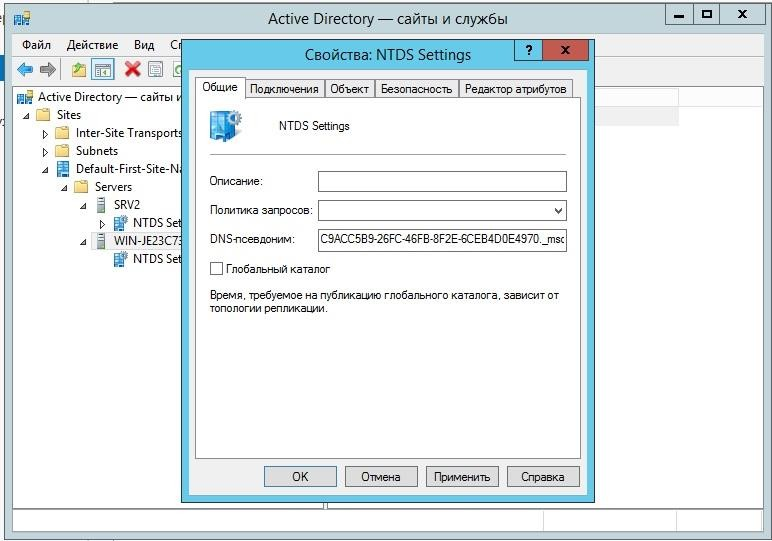 Active Directory — сайты и службы
Файл Действие Вид
Свойства: NTDS Settings
?
Общие Подключения Объект Безопасность Редактор атрибутов
NTDS Settings
Описание:
Политика запросов:
DNS-псевдоним: C9ACC5B9-26FC-46FB-8F2E-6CEB4D0E4970._msc
Глобальный каталог
Время, требуемое на публикацию глобального каталога, зависит от
топологии репликации.
OK Отмена Применить Справка
Active Directory — сайты и
Sites
Inter-Site Transports
Subnets
Default-First-Site-Na
Servers
SRV2
NTDS Set
WIN-JE23C73
NTDS Set